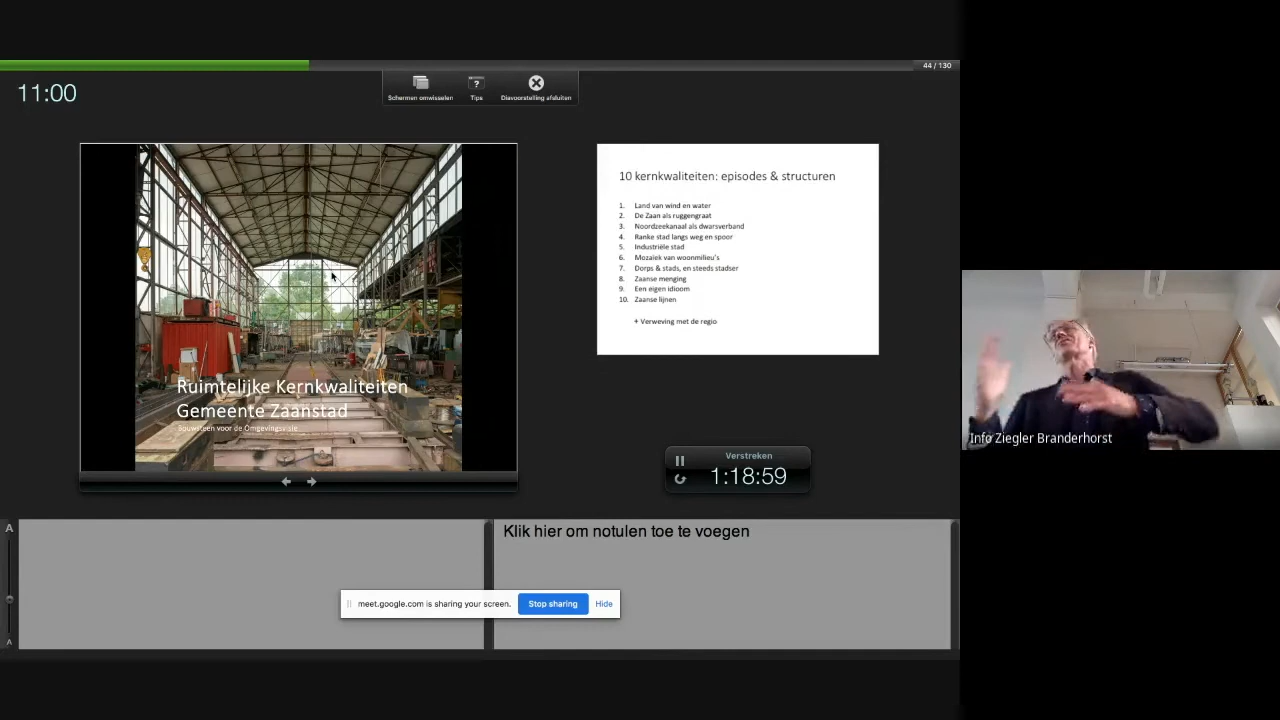 44 / 130
11:00
Schermen omwisselen
Tips
Diavoorstelling afsluiten
Ruimtelijke Kernkwaliteiten
Gemeente Zaanstad
Bouwsteen voor de Omgevingsvisie
10 kernkwaliteiten: episodes & structuren
1. Land van wind en water
2. De Zaan als ruggengraat
3. Noordzeekanaal als dwarsverband
4. Ranke stad langs weg en spoor
5. Industriële stad
6. Mozaïek van woonmilieu's
7. Dorps & stads, en steeds stadser
8. Zaanse menging
9. Een eigen idioom
10. Zaanse lijnen
+ Verweving met de regio
Verstreken
1:18:59
Info Ziegler Branderhorst
A
A
Klik hier om notulen toe te voegen
meet.google.com is sharing your screen.
Stop sharing
Hide